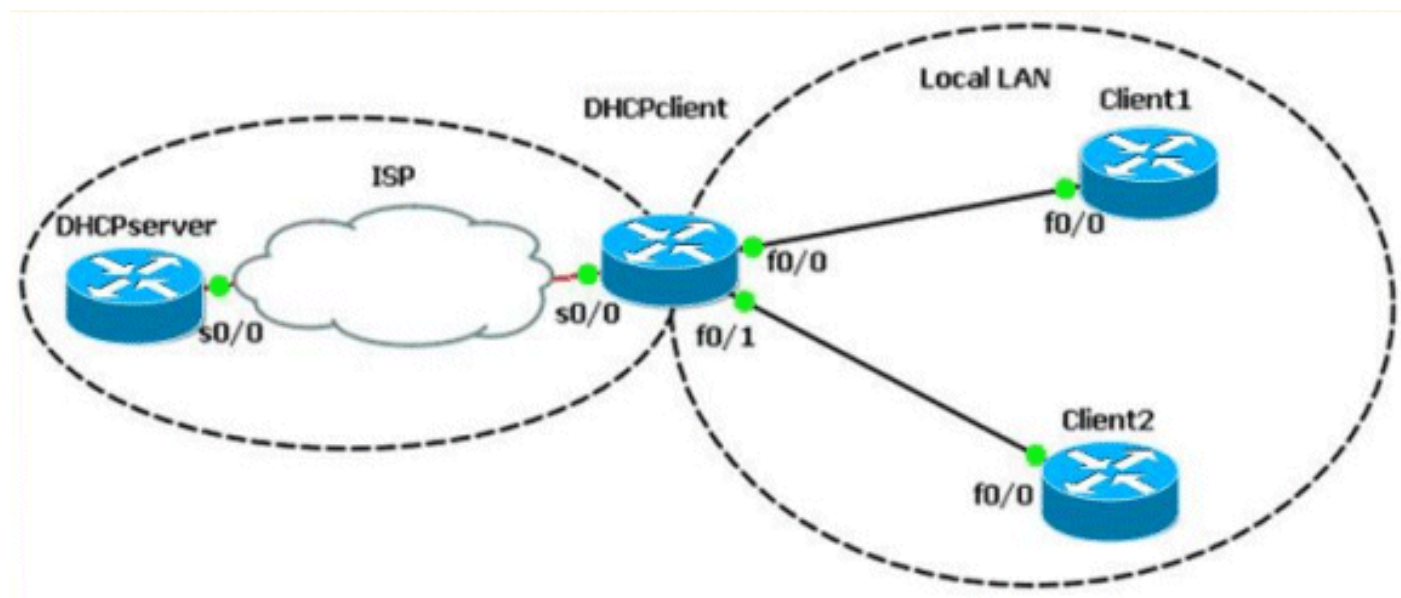 Local LAN
Client1
DHCPclient
ISP
DHCPserver
f0/0
f0/0
s0/0
s0/0
f0/1
Client2
f0/0